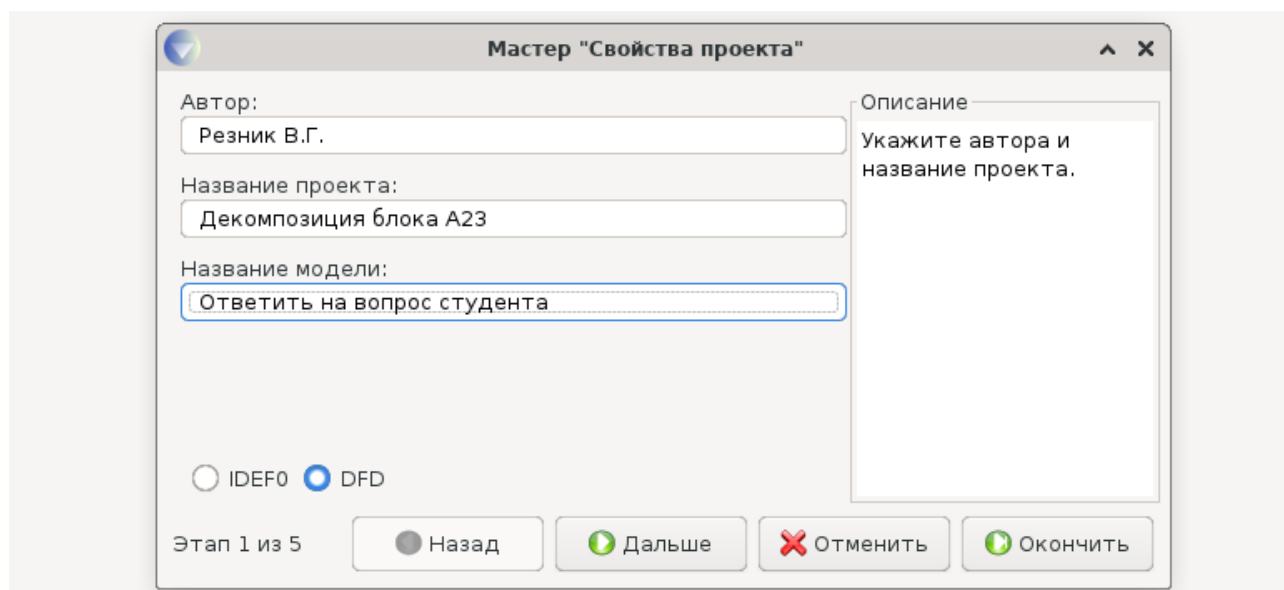 Мастер "Свойства проекта"
Автор:
Резник В.Г.
Название проекта:
Декомпозиция блока А23
Название модели:
Ответить на вопрос студента
IDEF0 DFD
Описание
Укажите автора и
название проекта.
Этап 1 из 5 Назад Дальше Отменить Окончить